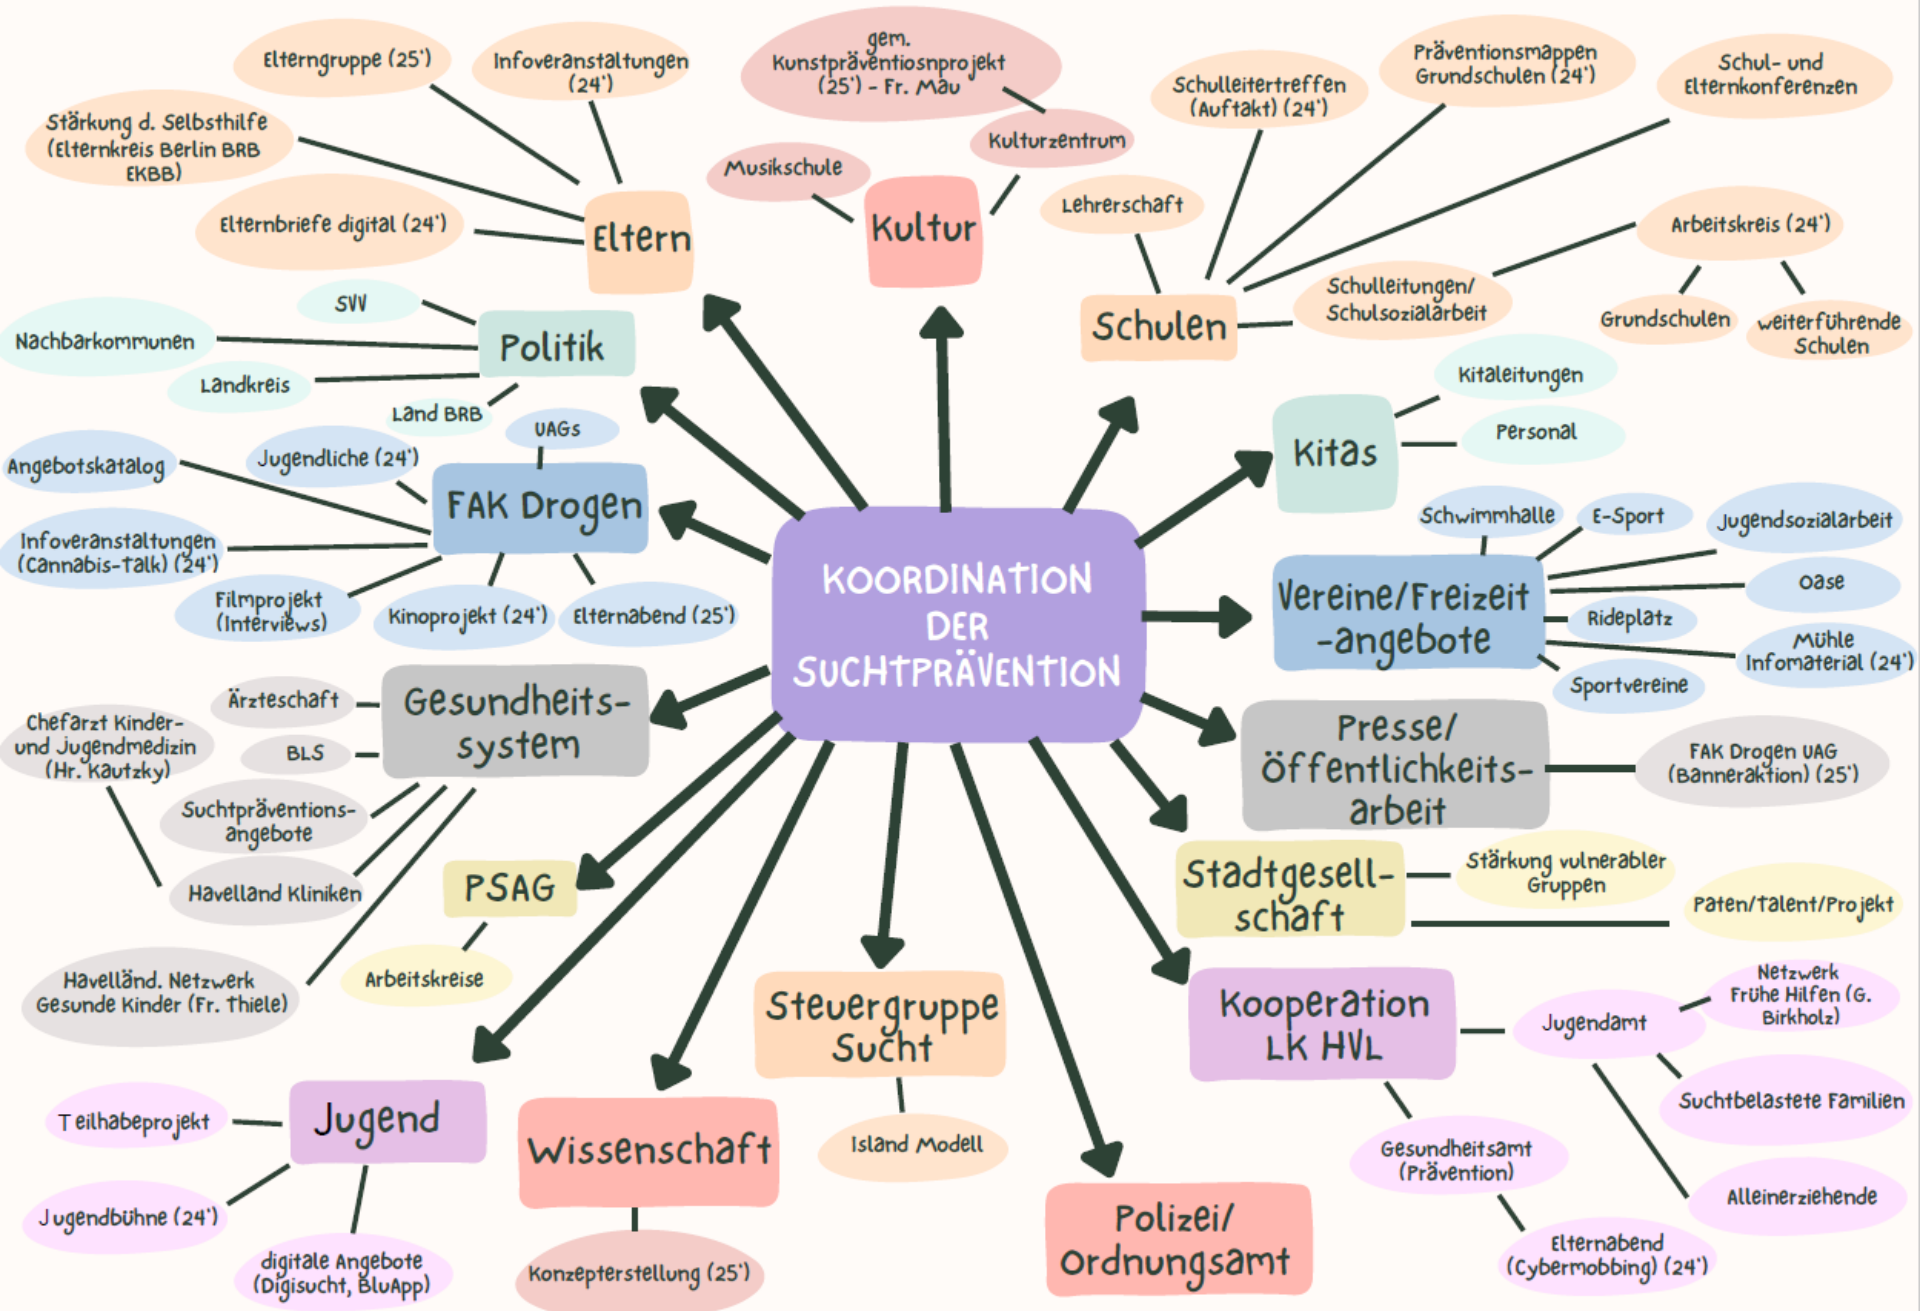 Elterngruppe (25')
Infoveranstaltungen
(24')
Stärkung d. Selbsthilfe
(Elternkreis Berlin BRB
EKBB)
Elternbriefe digital (24')
Eltern
gem.
Kunstpräventiosnprojekt
(25') - Fr. Mau
Kulturzentrum
Musikschule
Kultur
Schulleitertreffen
(Auftakt) (24')
Präventionsmappen
Grundschulen (24')
Schul- und
Elternkonferenzen
Lehrerschaft
Arbeitskreis (24')
Schulleitungen/
Schulsozialarbeit
Grundschulen
weiterführende
Schulen
Schulen
SVV
Nachbarkommunen
Landkreis
Land BRB
Politik
Kitaleitungen
Personal
Kitas
UAGs
Jugendliche (24')
Angebotskatalog
FAK Drogen
Infoveranstaltungen
(Cannabis-Talk) (24')
Filmprojekt
(Interviews)
Kinoprojekt (24')
Elternabend (25')
KOORDINATION
DER
SUCHTPRÄVENTION
Schwimmhalle
E-Sport
Jugendsozialarbeit
Oase
Rideplatz
Mühle
Infomaterial (24')
Sportvereine
Vereine/Freizeit
-angebote
Gesundheits-
system
Ärzteschaft
BLS
Chefarzt Kinder-
und Jugendmedizin
(Hr. Kautzky)
Suchtpräventions-
angebote
Havelland Kliniken
Havelländ. Netzwerk
Gesunde Kinder (Fr. Thiele)
Presse/
Öffentlichkeits-
arbeit
FAK Drogen UAG
(Banneraktion) (25')
PSAG
Arbeitskreise
Stadtgesell-
schaft
Stärkung vulnerabler
Gruppen
Paten/Talent/Projekt
Steuergruppe
Sucht
Island Modell
Kooperation
LK HVL
Jugendamt
Netzwerk
Frühe Hilfen (G.
Birkholz)
Suchtbelastete Familien
Alleinerziehende
Gesundheitsamt
(Prävention)
Elternabend
(Cybermobbing) (24')
Jugend
Teilhabeprojekt
Jugendbühne (24')
digitale Angebote
(Digisucht, BluApp)
Wissenschaft
Konzepterstellung (25')
Polizei/
Ordnungsamt